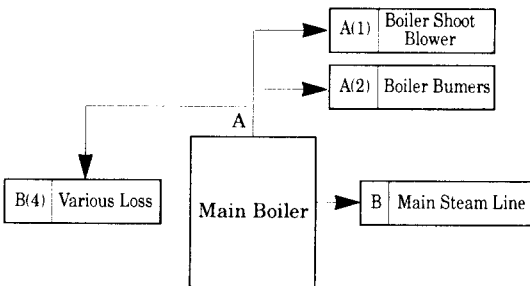 A(1) Boiler Shoot
Blower
A(2) Boiler Bumers
A
B(4) Various Loss
Main Boiler
B Main Steam Line